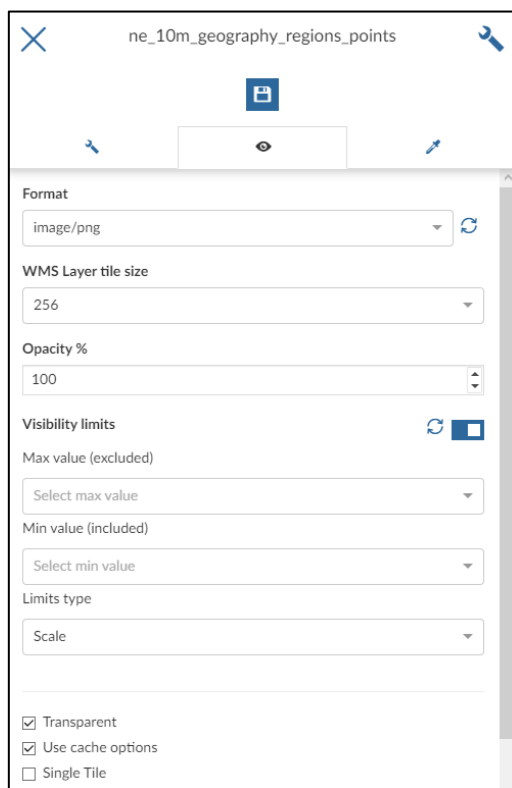 ne_10m_geography_regions_points
Format
image/png
WMS Layer tile size
256
Opacity %
100
Visibility limits
Max value (excluded)
Select max value
Min value (included)
Select min value
Limits type
Scale
Transparent
Use cache options
Single Tile